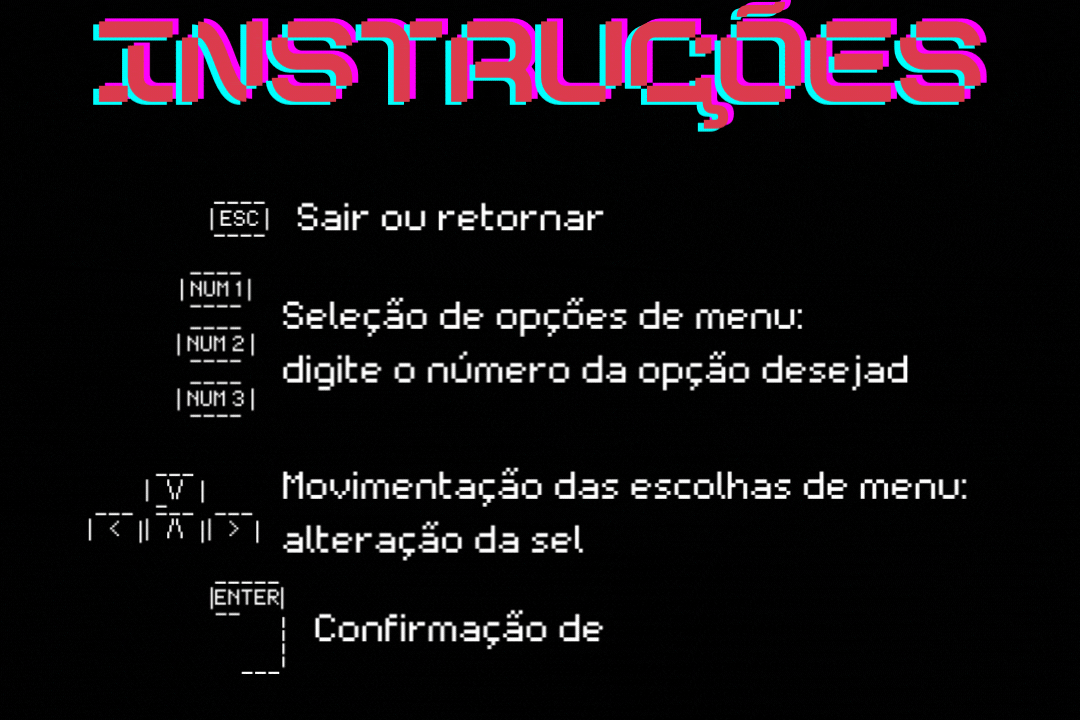 INSTRUÇÕES
ESC Sair ou retornar
NUM 1
Seleção de opções de menu:
NUM 2
digite o número da opção desejad
NUM 3
Movimentação das escolhas de menu:
< >
alteração da sel
ENTER
Confirmação de